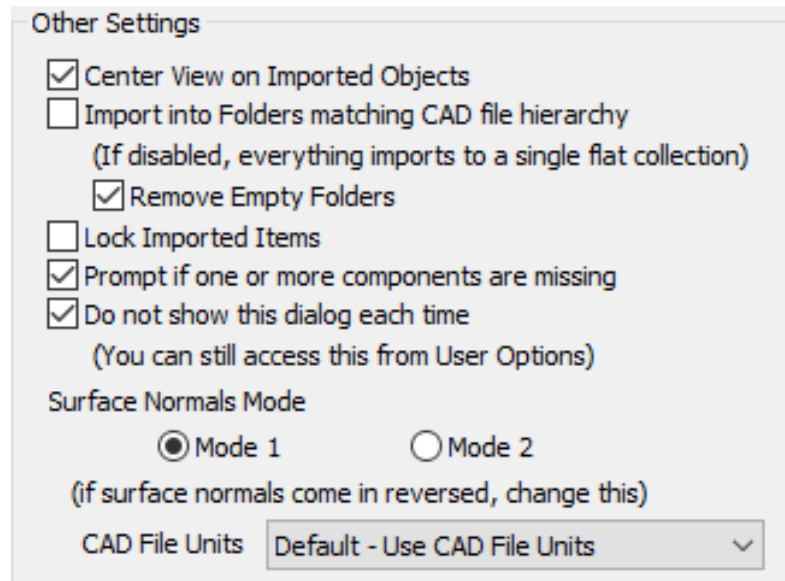 Other Settings
Center View on Imported Objects
Import into Folders matching CAD file hierarchy
(If disabled, everything imports to a single flat collection)
Remove Empty Folders
Lock Imported Items
Prompt if one or more components are missing
Do not show this dialog each time
(You can still access this from User Options)
Surface Normals Mode
Mode 1 Mode 2
(if surface normals come in reversed, change this)
CAD File Units Default - Use CAD File Units